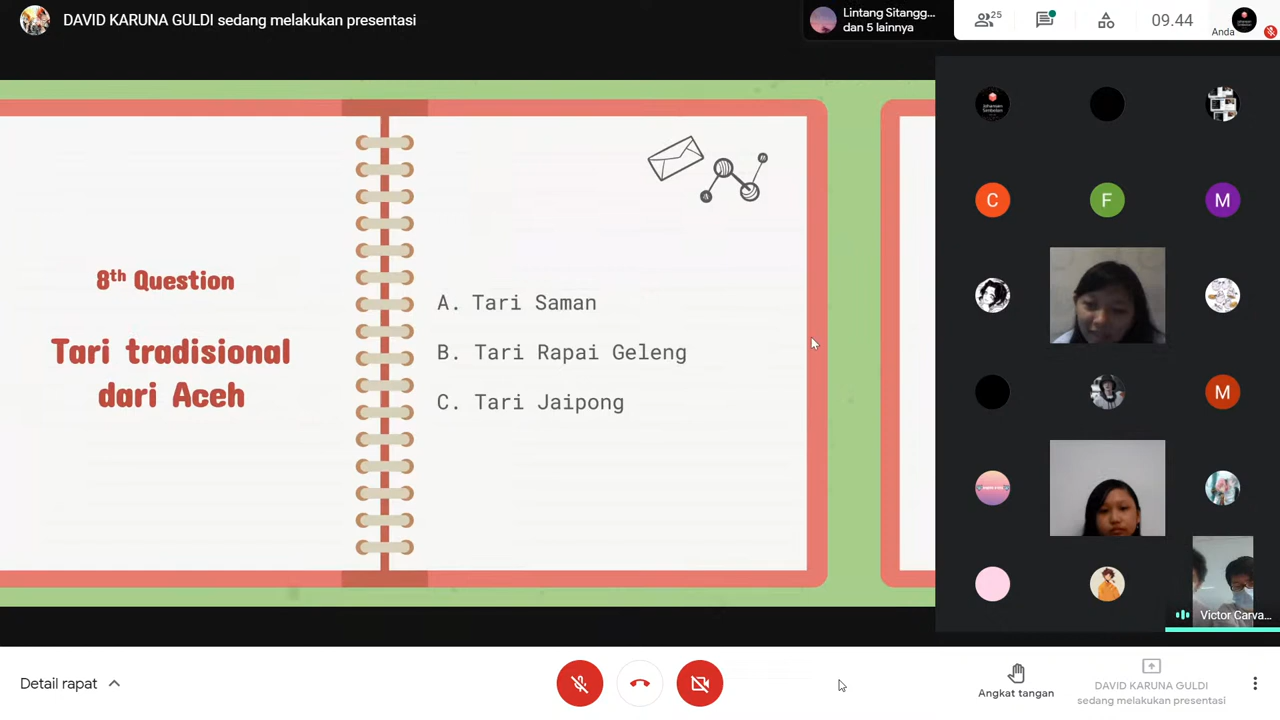 DAVID KARUNA GULDI sedang melakukan presentasi
Lintang Sitangg...
dan 5 lainnya
25
09.44
Anda
8th Question
Tari tradisional
dari Aceh
A. Tari Saman
B. Tari Rapai Geleng
C. Tari Jaipong
C
F
M
M
Victor Carva...
Detail rapat
Angkat tangan
DAVID KARUNA GULDI
sedang melakukan presentasi